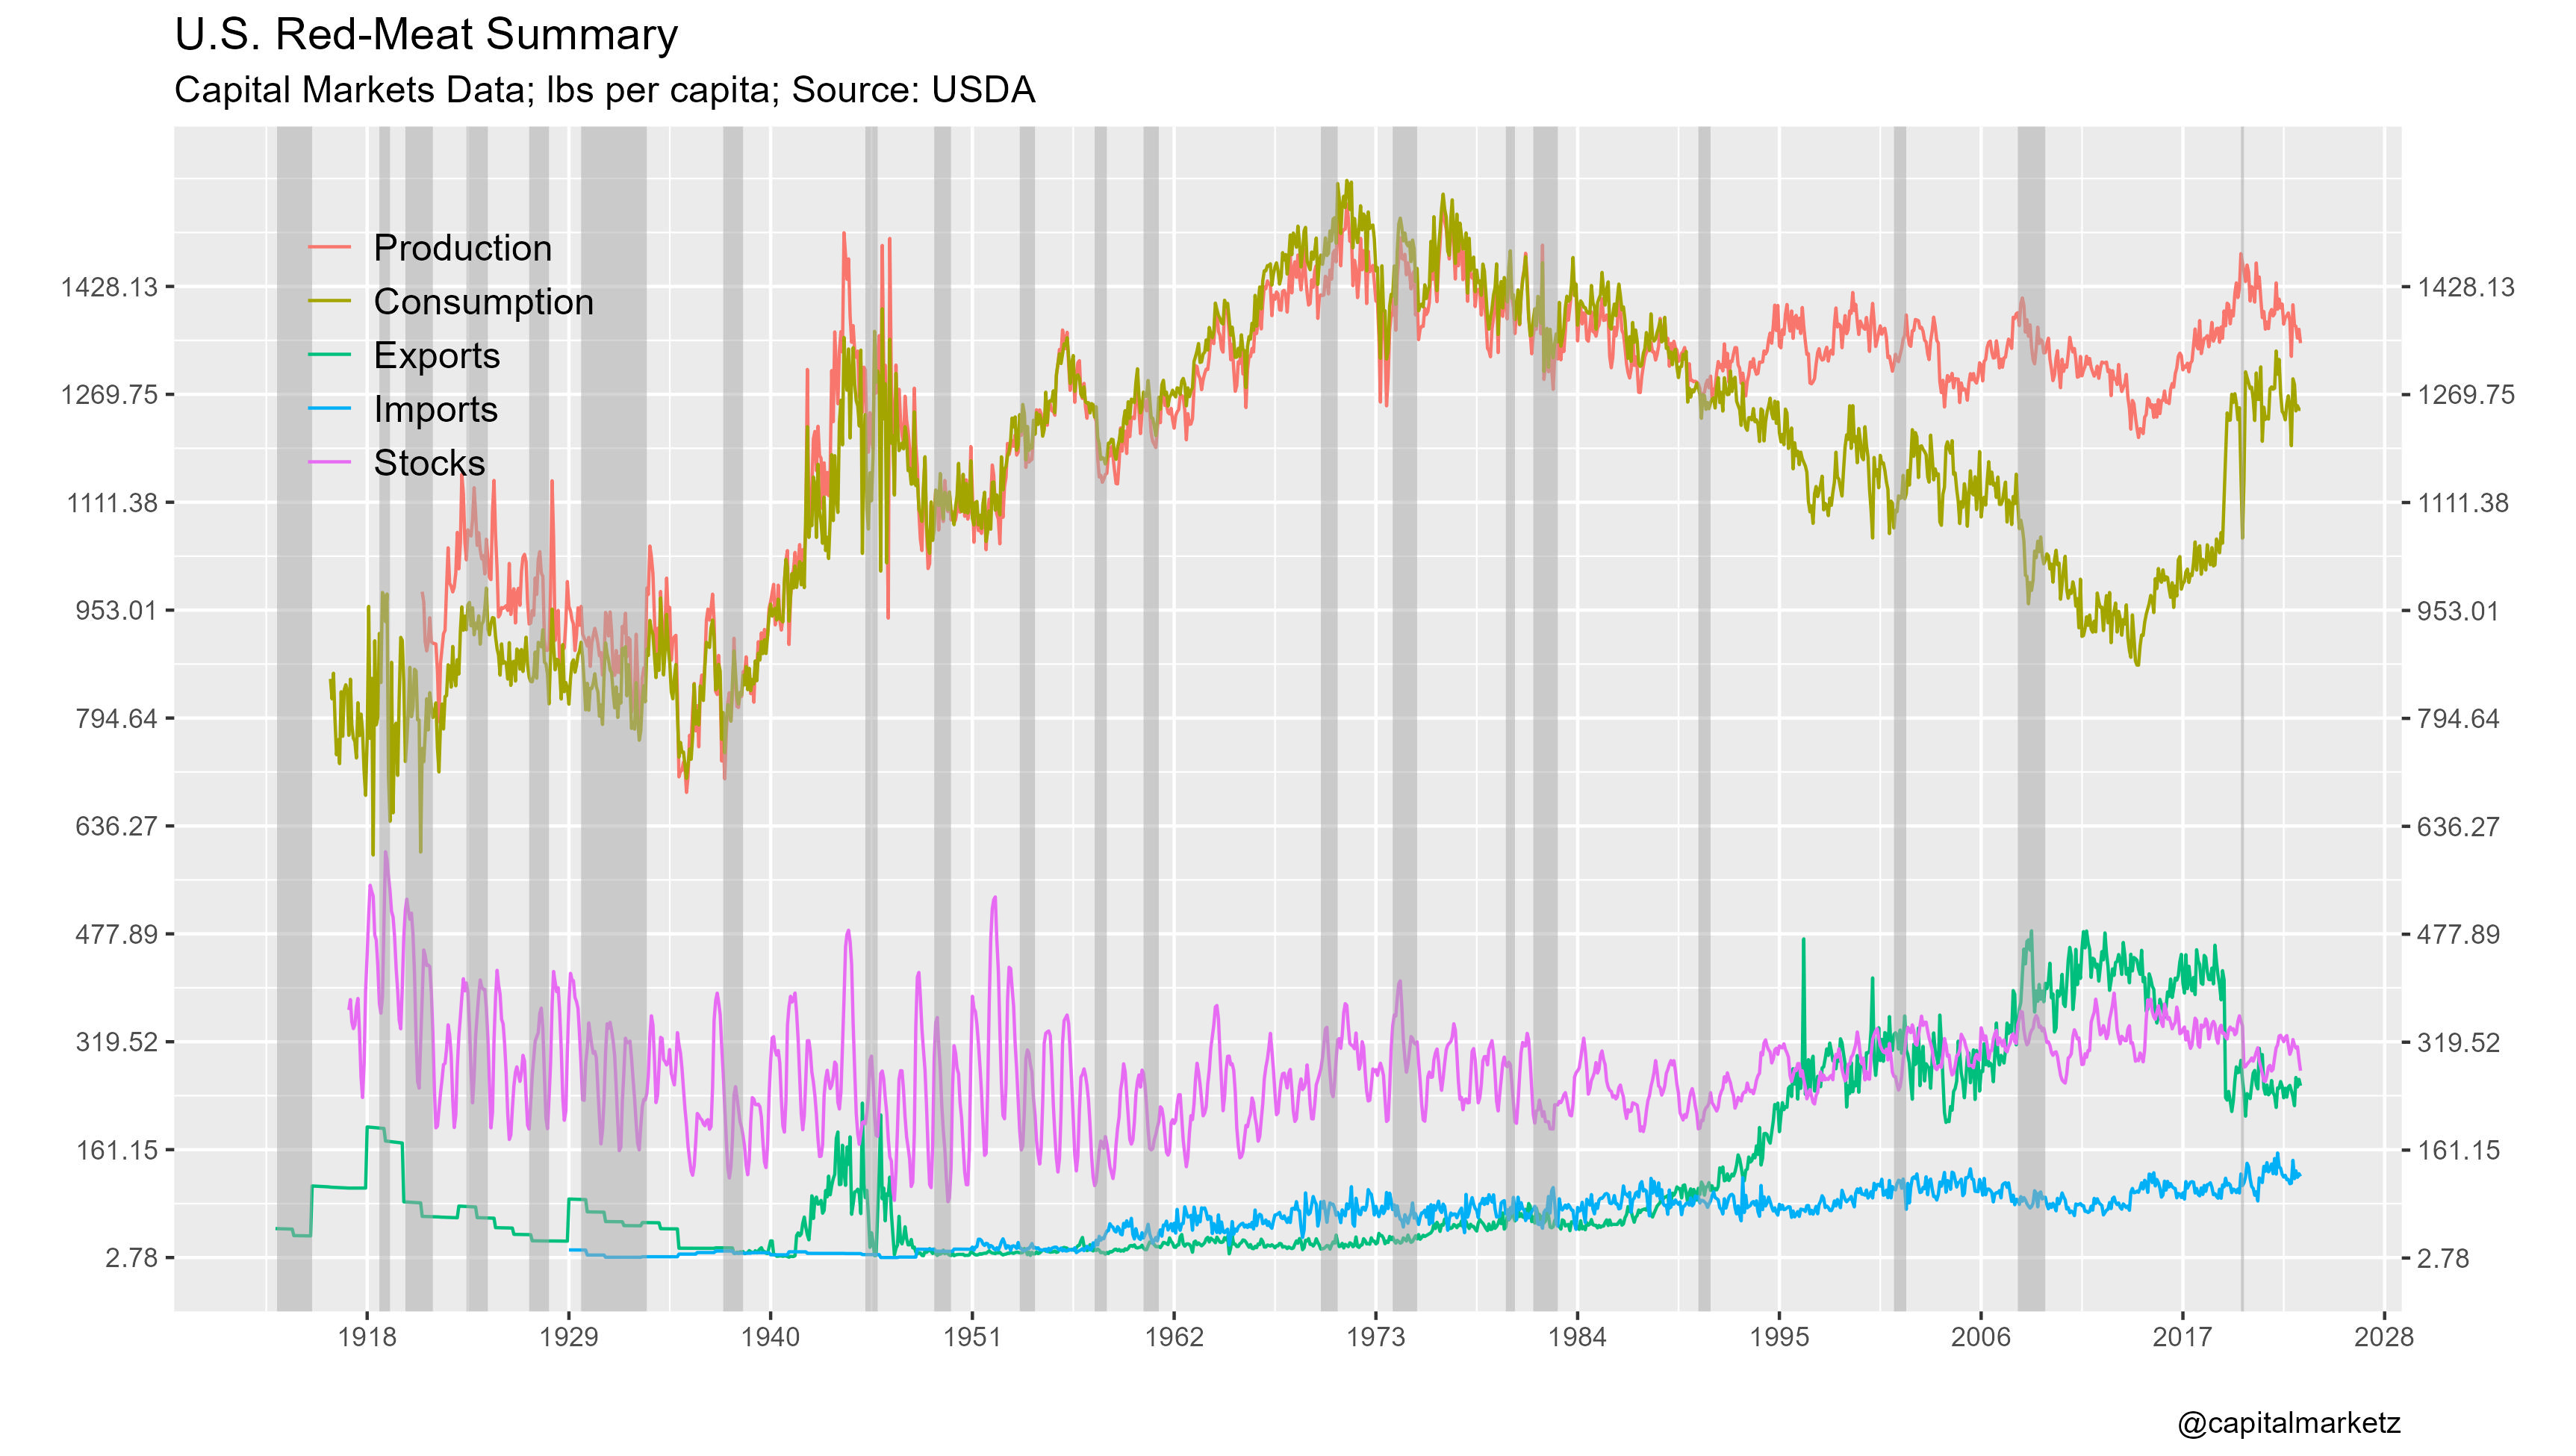 U.S. Red-Meat Summary
Capital Markets Data; lbs per capita; Source: USDA
Production
Consumption
Exports
Imports
Stocks
1428.13
1269.75
1111.38
953.01
794.64
636.27
477.89
319.52
161.15
2.78
1428.13
1269.75
1111.38
953.01
794.64
636.27
477.89
319.52
161.15
2.78
1918 1929 1940 1951 1962 1973 1984 1995 2006 2017 2028
@capitalmarketz